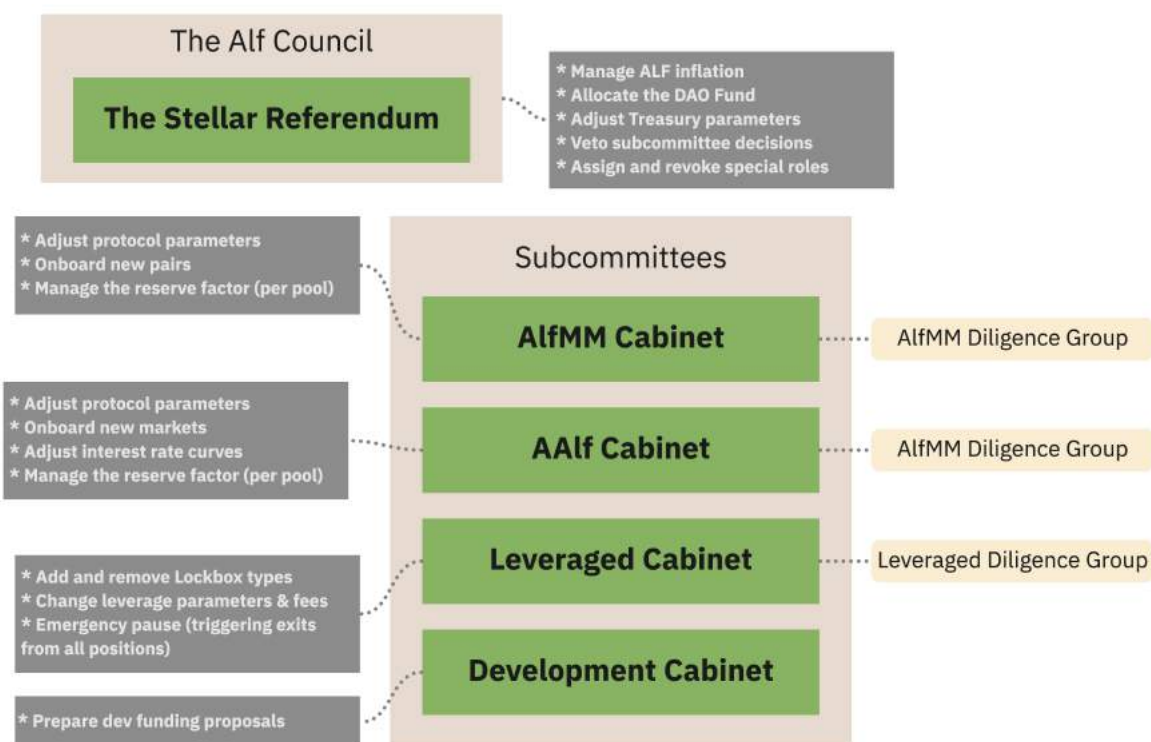 The Alf Council
The Stellar Referendum
* Manage ALF inflation
* Allocate the DAO Fund
* Adjust Treasury parameters
* Veto subcommittee decisions
* Assign and revoke special roles
* Adjust protocol parameters
* Onboard new pairs
* Manage the reserve factor (per pool)
Subcommittees
AlfMM Cabinet
AlfMM Diligence Group
* Adjust protocol parameters
* Onboard new markets
* Adjust interest rate curves
* Manage the reserve factor (per pool)
AAlf Cabinet
AlfMM Diligence Group
* Add and remove Lockbox types
* Change leverage parameters & fees
* Emergency pause (triggering exits
from all positions)
Leveraged Cabinet
Leveraged Diligence Group
Development Cabinet
* Prepare dev funding proposals